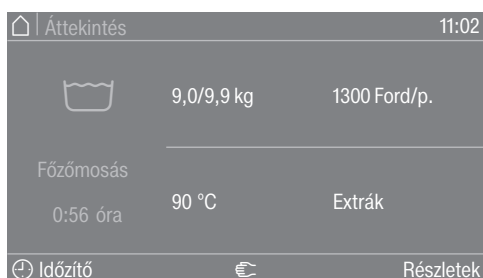 Áttekintés 11:02
9,0/9,9 kg 1300 Ford/p.
Főzőmosás
0:56 óra
90 °C Extrák
Időzítő Részletek